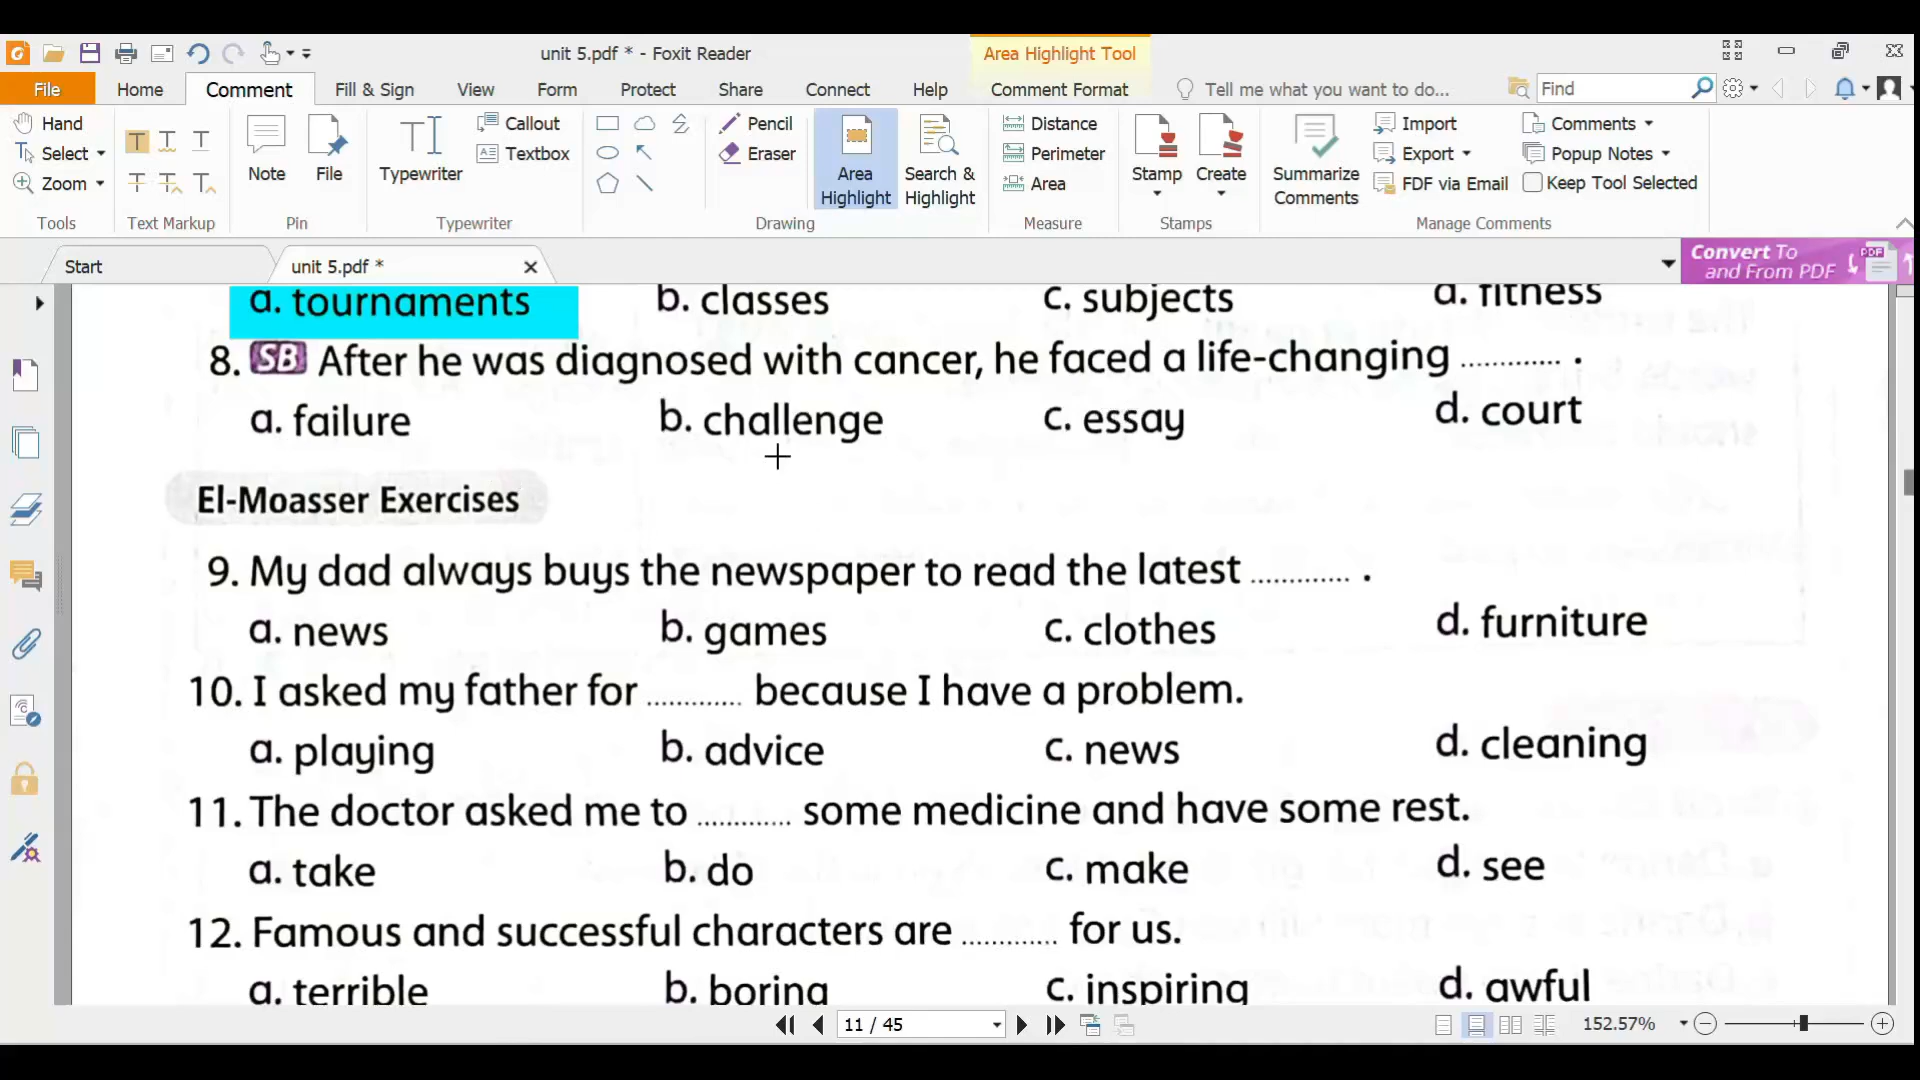 unit 5.pdf * - Foxit Reader
Area Highlight Tool
File Home Comment Fill & Sign View Form Protect Share Connect Help Comment Format Tell me what you want to do... Find
Hand
Select
Zoom
Tools
Text Markup
Note File
Pin
Typewriter
Callout
Textbox
Typewriter
Pencil
Eraser
Area Highlight
Search & Highlight
Drawing
Distance
Perimeter
Area
Measure
Stamp Create
Stamps
Summarize Comments
Import
Export
FDF via Email
Comments
Popup Notes
Keep Tool Selected
Manage Comments
Start unit 5.pdf *
Convert To
and From PDF
PDF
a. tournaments b. classes c. subjects d. fitness
8. SB After he was diagnosed with cancer, he faced a life-changing ............ .
a. failure b. challenge c. essay d. court
El-Moasser Exercises
9. My dad always buys the newspaper to read the latest ............ .
a. news b. games c. clothes d. furniture
10. I asked my father for ............ because I have a problem.
a. playing b. advice c. news d. cleaning
11. The doctor asked me to ............ some medicine and have some rest.
a. take b. do c. make d. see
12. Famous and successful characters are ............ for us.
a. terrible b. boring c. inspiring d. awful
11 / 45
152.57%